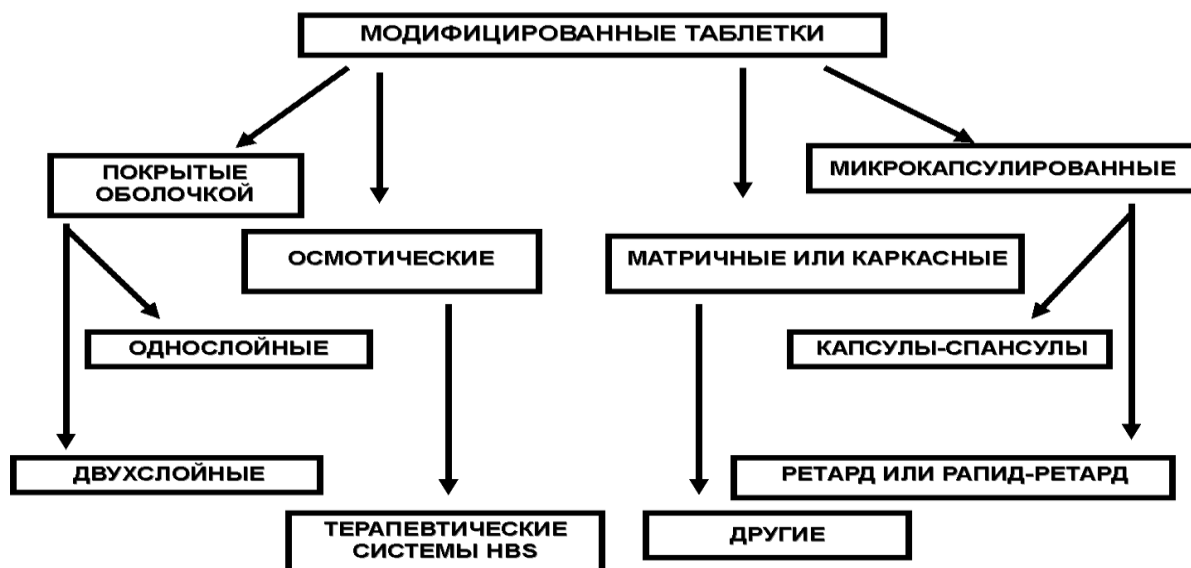 МОДИФИЦИРОВАННЫЕ ТАБЛЕТКИ
ПОКРЫТЫЕ
ОБОЛОЧКОЙ
МИКРОКАПСУЛИРОВАННЫЕ
ОСМОТИЧЕСКИЕ
МАТРИЧНЫЕ ИЛИ КАРКАСНЫЕ
ОДНОСЛОЙНЫЕ
КАПСУЛЫ-СПАНСУЛЫ
ДВУХСЛОЙНЫЕ
РЕТАРД ИЛИ РАПИД-РЕТАРД
ТЕРАПЕВТИЧЕСКИЕ
СИСТЕМЫ HBS
ДРУГИЕ